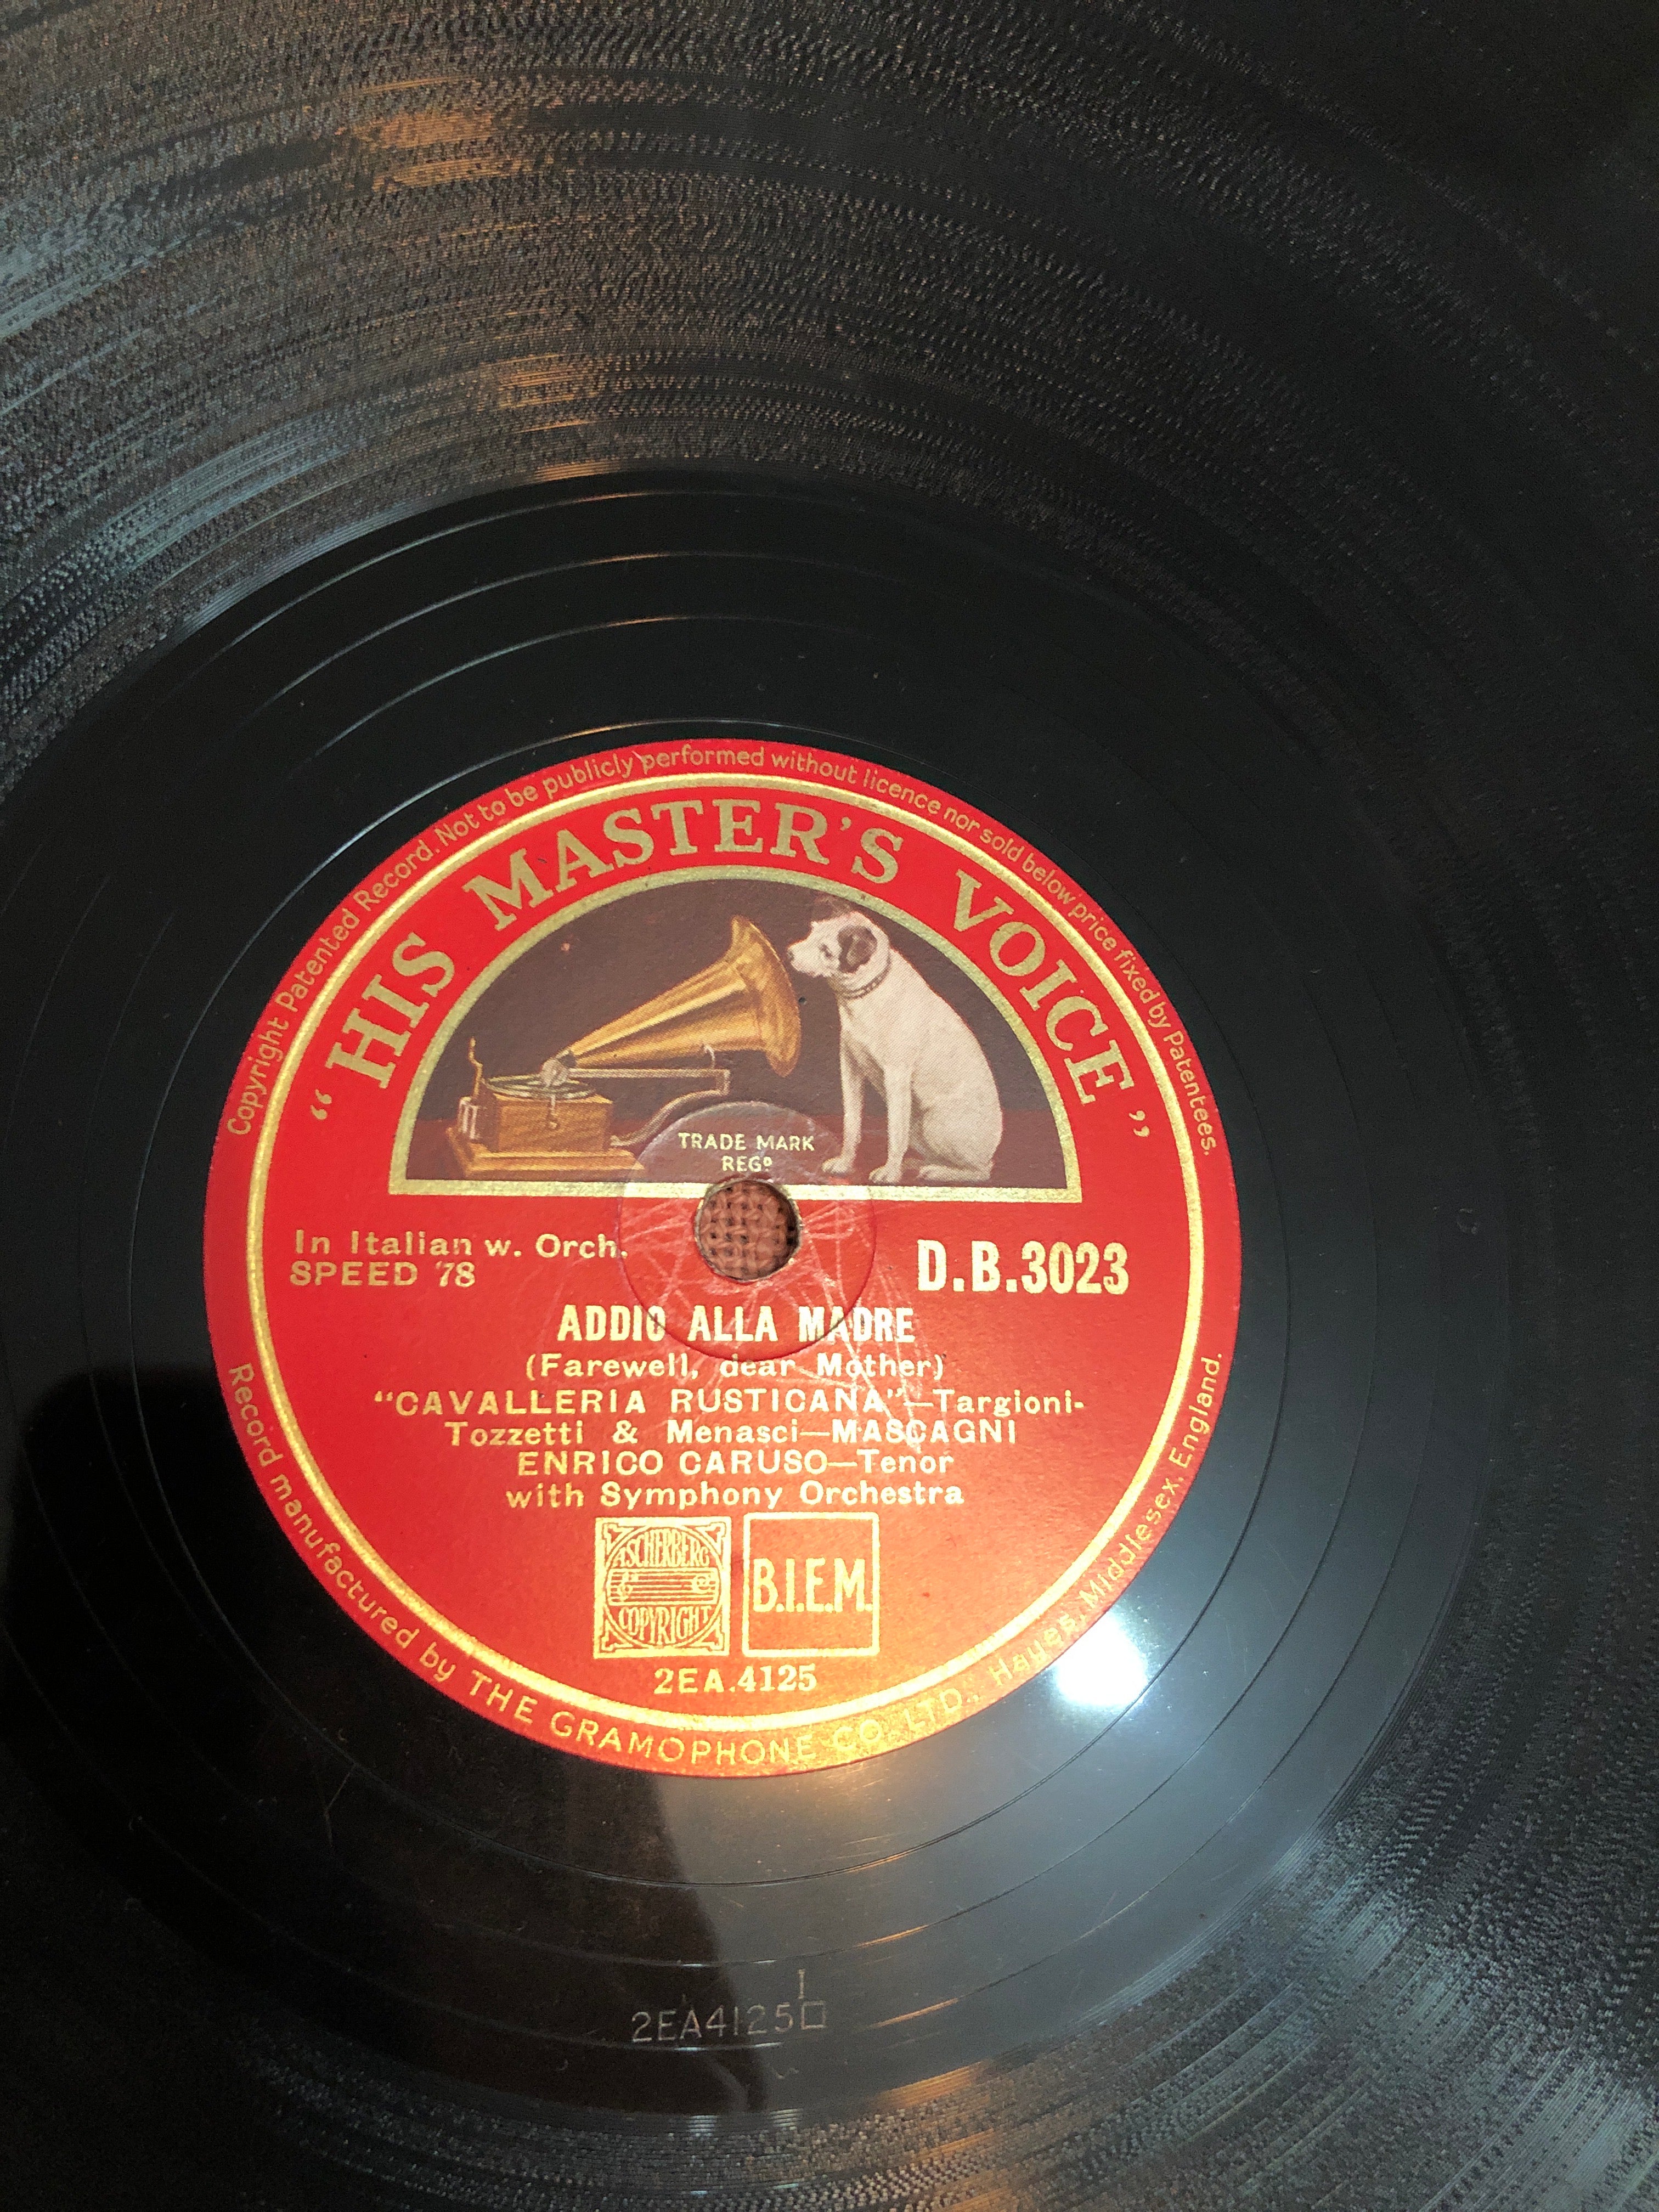 Copyright Patented Record. Not to be publicly performed without licence nor sold below price fixed by Patentees.
“HIS MASTER'S VOICE”
TRADE MARK
REGD
In Italian w. Orch.
SPEED 78
D.B.3023
ADDIO ALLA MADRE
(Farewell, dear Mother)
“CAVALLERIA RUSTICANA”—Targioni-
Tozzetti & Menasci—MASCAGNI
ENRICO CARUSO—Tenor
with Symphony Orchestra
ASCHERBERG
COPYRIGHT
B.I.E.M.
2EA.4125
Record manufactured by THE GRAMOPHONE CO. LTD., Hayes, Middlesex, England.
I
2EA4125□